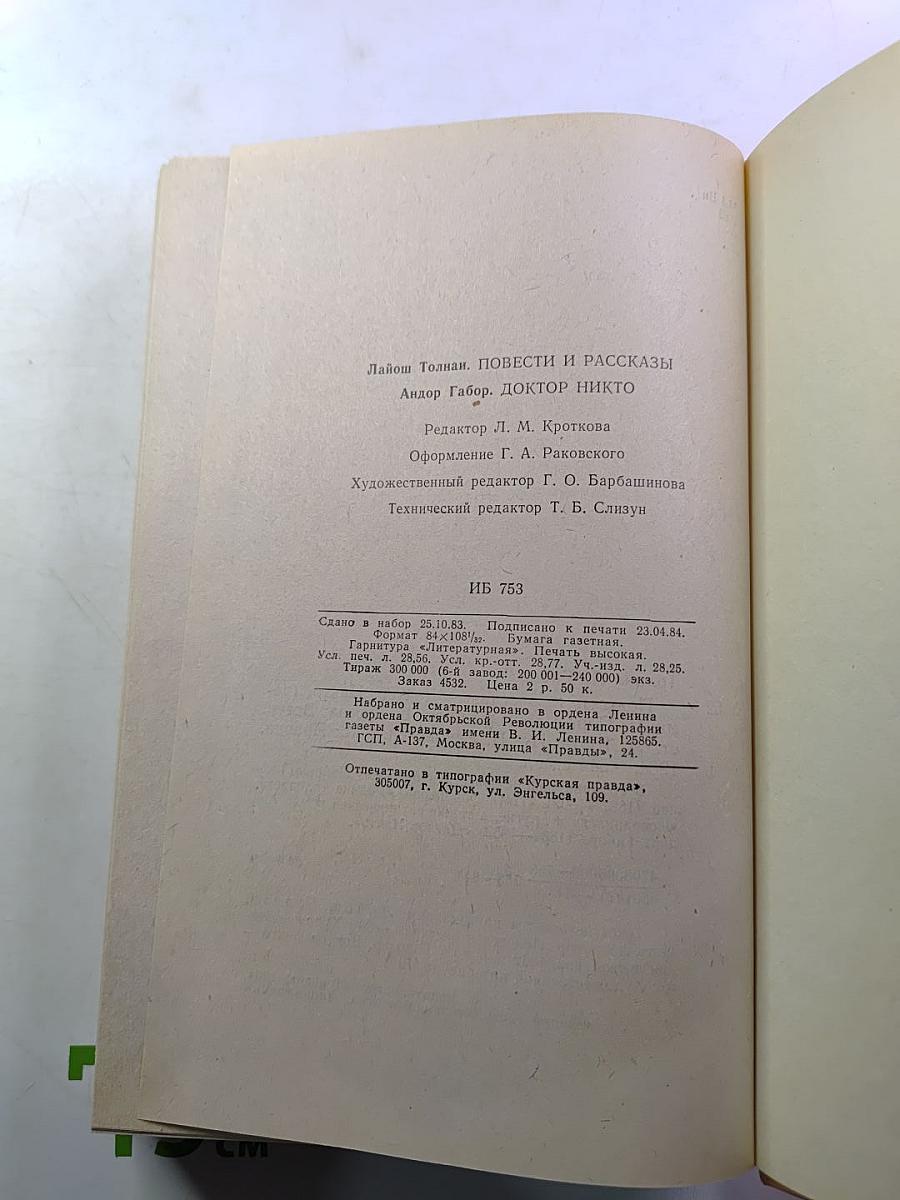 Лайош Толнаи. ПОВЕСТИ И РАССКАЗЫ
Андор Габор. ДОКТОР НИКТО
Редактор Л. М. Кроткова
Оформление Г. А. Раковского
Художественный редактор Г. О. Барбашинова
Технический редактор Т. Б. Слизун
ИБ 753
Сдано в набор 25.10.83. Подписано к печати 23.04.84.
Формат 84×108¹/₃₂. Бумага газетная.
Гарнитура «Литературная». Печать высокая.
Усл. печ. л. 28,56. Усл. кр.-отт. 28,77. Уч.-изд. л. 28,25.
Тираж 300 000 (6-й завод: 200 001—240 000) экз.
Заказ 4532. Цена 2 р. 50 к.
Набрано и сматрицировано в ордена Ленина
и ордена Октябрьской Революции типографии
газеты «Правда» имени В. И. Ленина, 125865.
ГСП, А-137, Москва, улица «Правды», 24.
Отпечатано в типографии «Курская правда»,
305007, г. Курск, ул. Энгельса, 109.
см